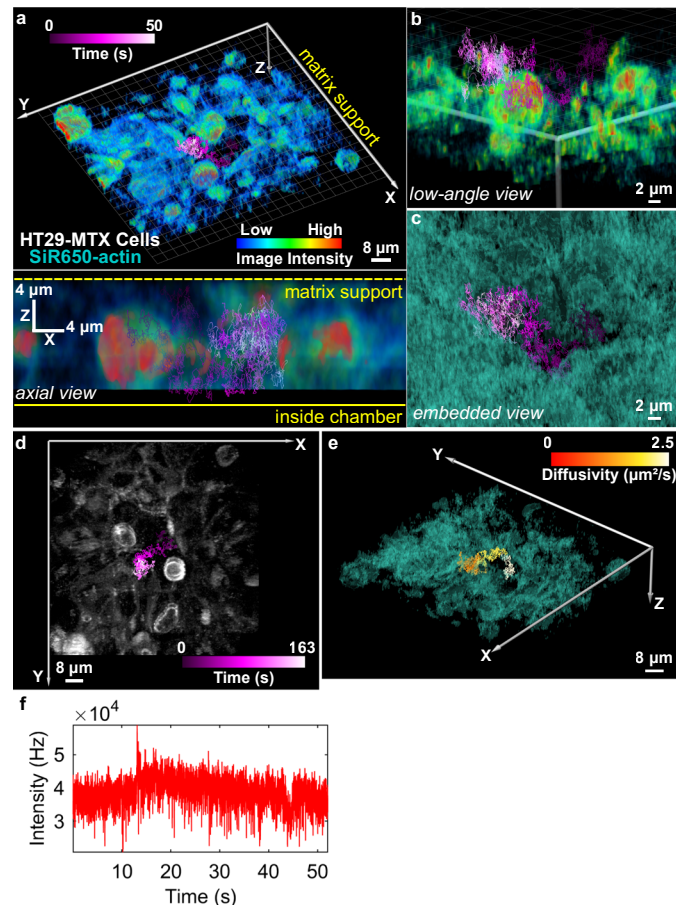 a
0 50
Time (s)
Z
Y
X
matrix support
HT29-MTX Cells
SiR650-actin
Low High
Image Intensity
8 µm
4 µm
Z
X
4 µm
matrix support
axial view
inside chamber
b
low-angle view
2 µm
c
embedded view
2 µm
d
X
0 163
Time (s)
8 µm
Y
e
0 2.5
Diffusivity (µm²/s)
Y
Z
X
8 µm
f
×10⁴
5
4
3
Intensity (Hz)
10 20 30 40 50
Time (s)